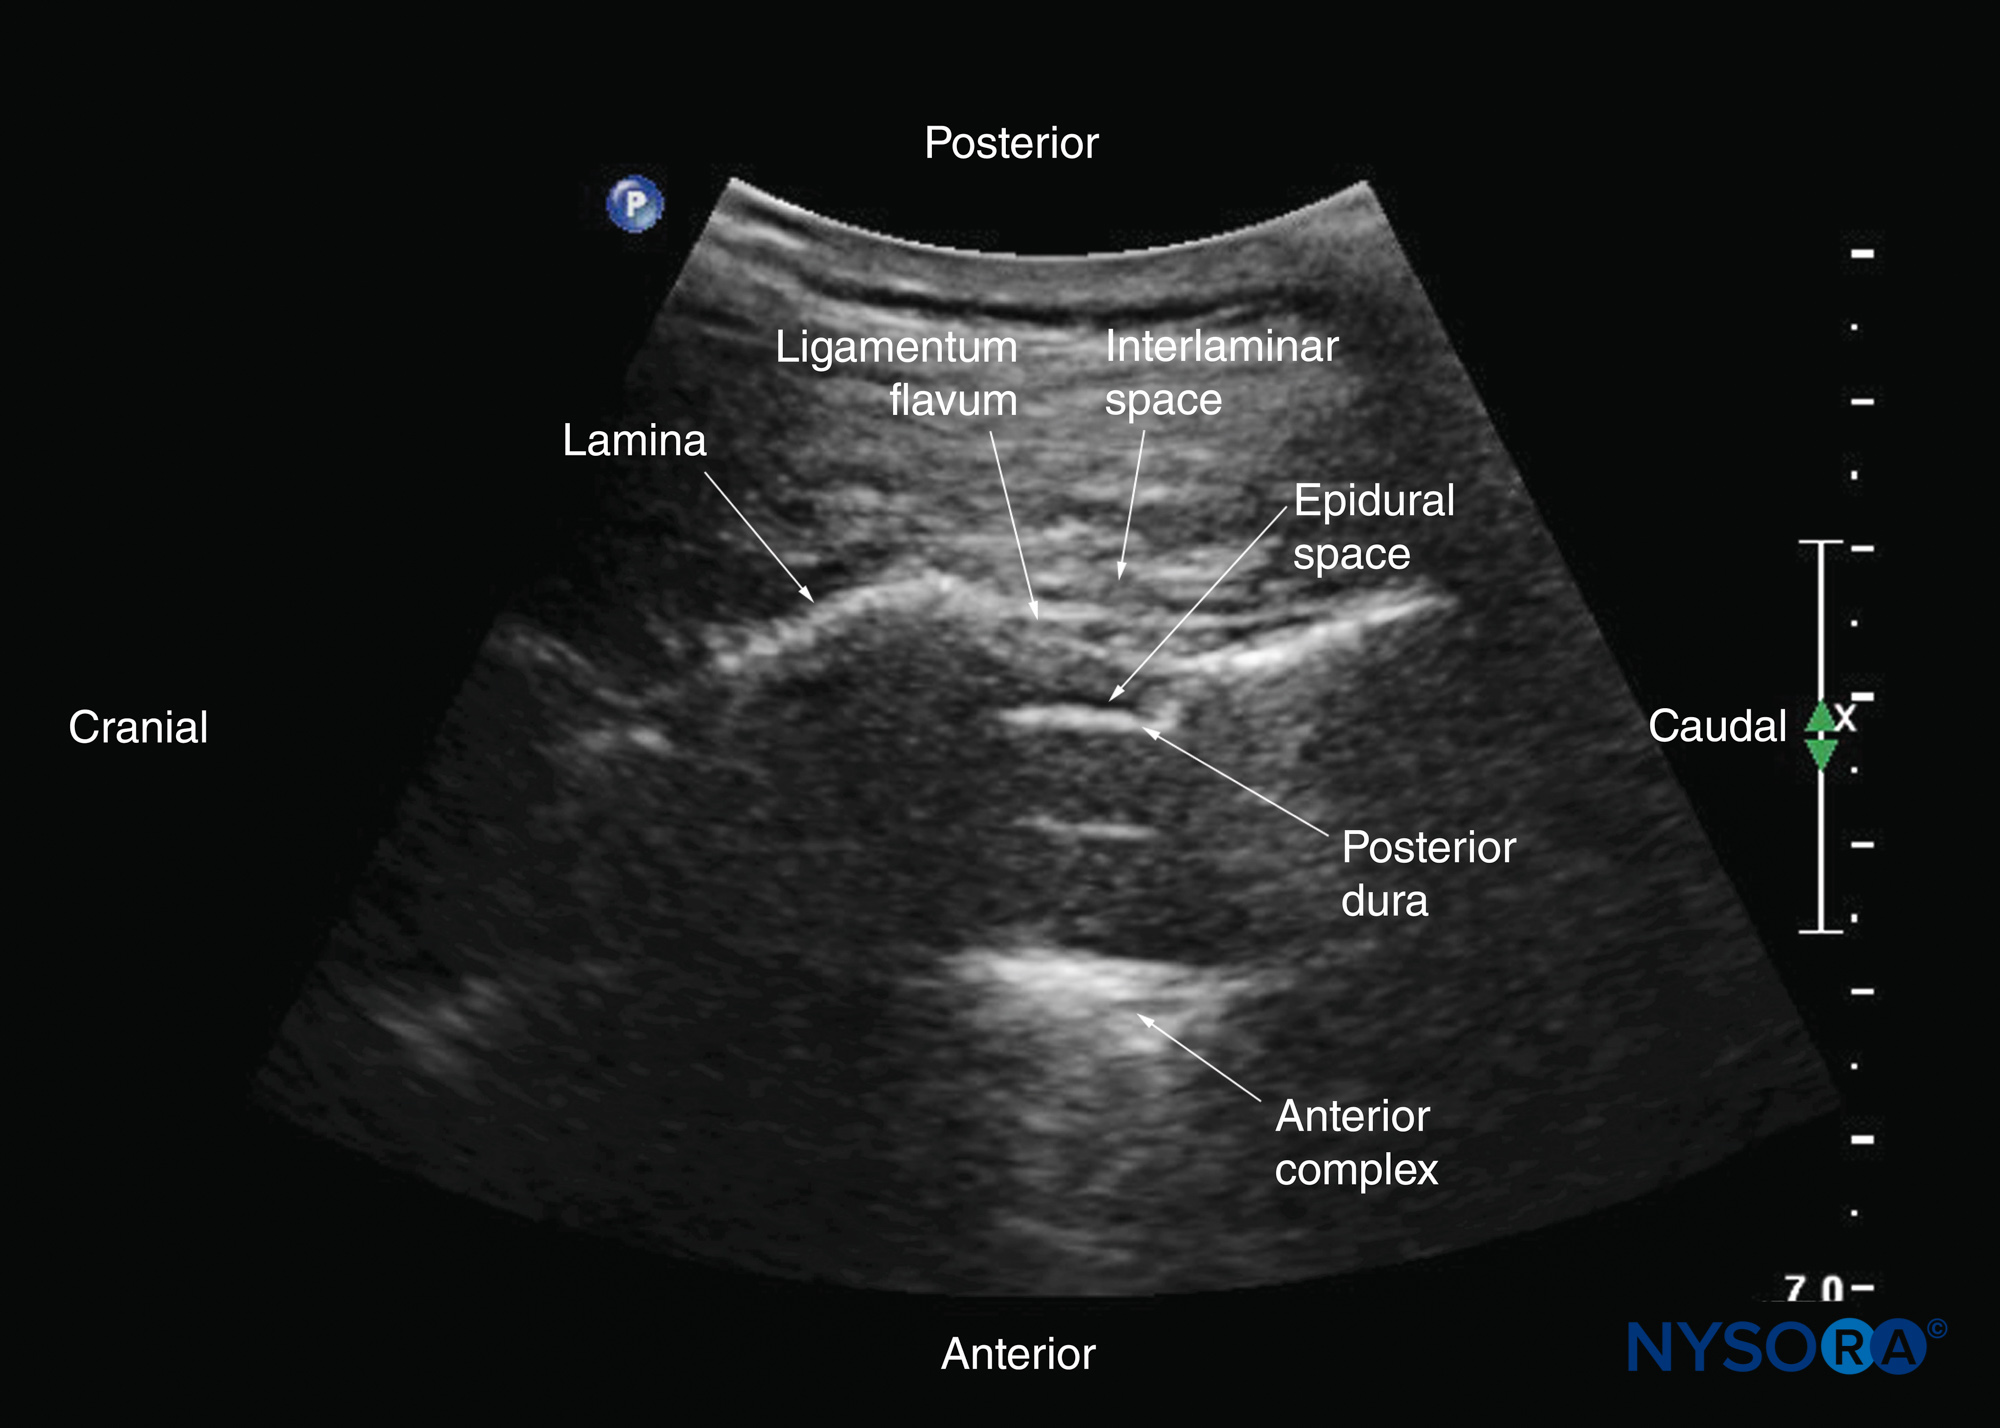 Posterior
P
Ligamentum
flavum
Interlaminar
space
Lamina
Epidural
space
Cranial
Caudal
X
Posterior
dura
Anterior
complex
7.0
Anterior
NYSORA©